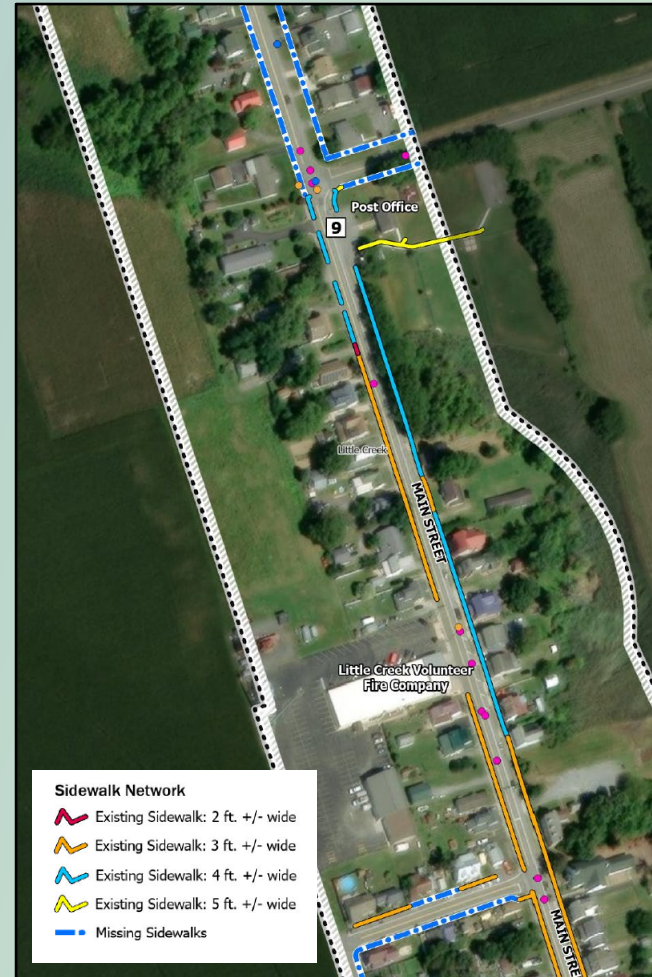 Post Office
9
Little Creek
MAIN STREET
Little Creek Volunteer
Fire Company
MAIN STRE
Sidewalk Network
Existing Sidewalk: 2 ft. +/- wide
Existing Sidewalk: 3 ft. +/- wide
Existing Sidewalk: 4 ft. +/- wide
Existing Sidewalk: 5 ft. +/- wide
Missing Sidewalks